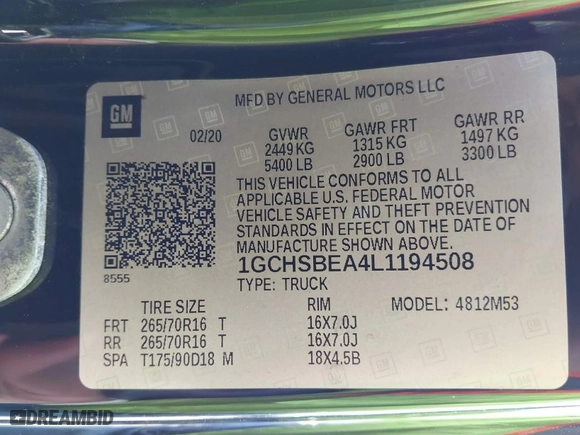 GM
MFD BY GENERAL MOTORS LLC
02/20 GVWR GAWR FRT GAWR RR
2449 KG 1315 KG 1497 KG
5400 LB 2900 LB 3300 LB
THIS VEHICLE CONFORMS TO ALL
APPLICABLE U.S. FEDERAL MOTOR
VEHICLE SAFETY AND THEFT PREVENTION
STANDARDS IN EFFECT ON THE DATE OF
MANUFACTURE SHOWN ABOVE.
8555
1GCHSBEA4L1194508
TYPE: TRUCK
TIRE SIZE RIM MODEL: 4812M53
FRT 265/70R16 T 16X7.0J
RR 265/70R16 T 16X7.0J
SPA T175/90D18 M 18X4.5B
DREAMBID